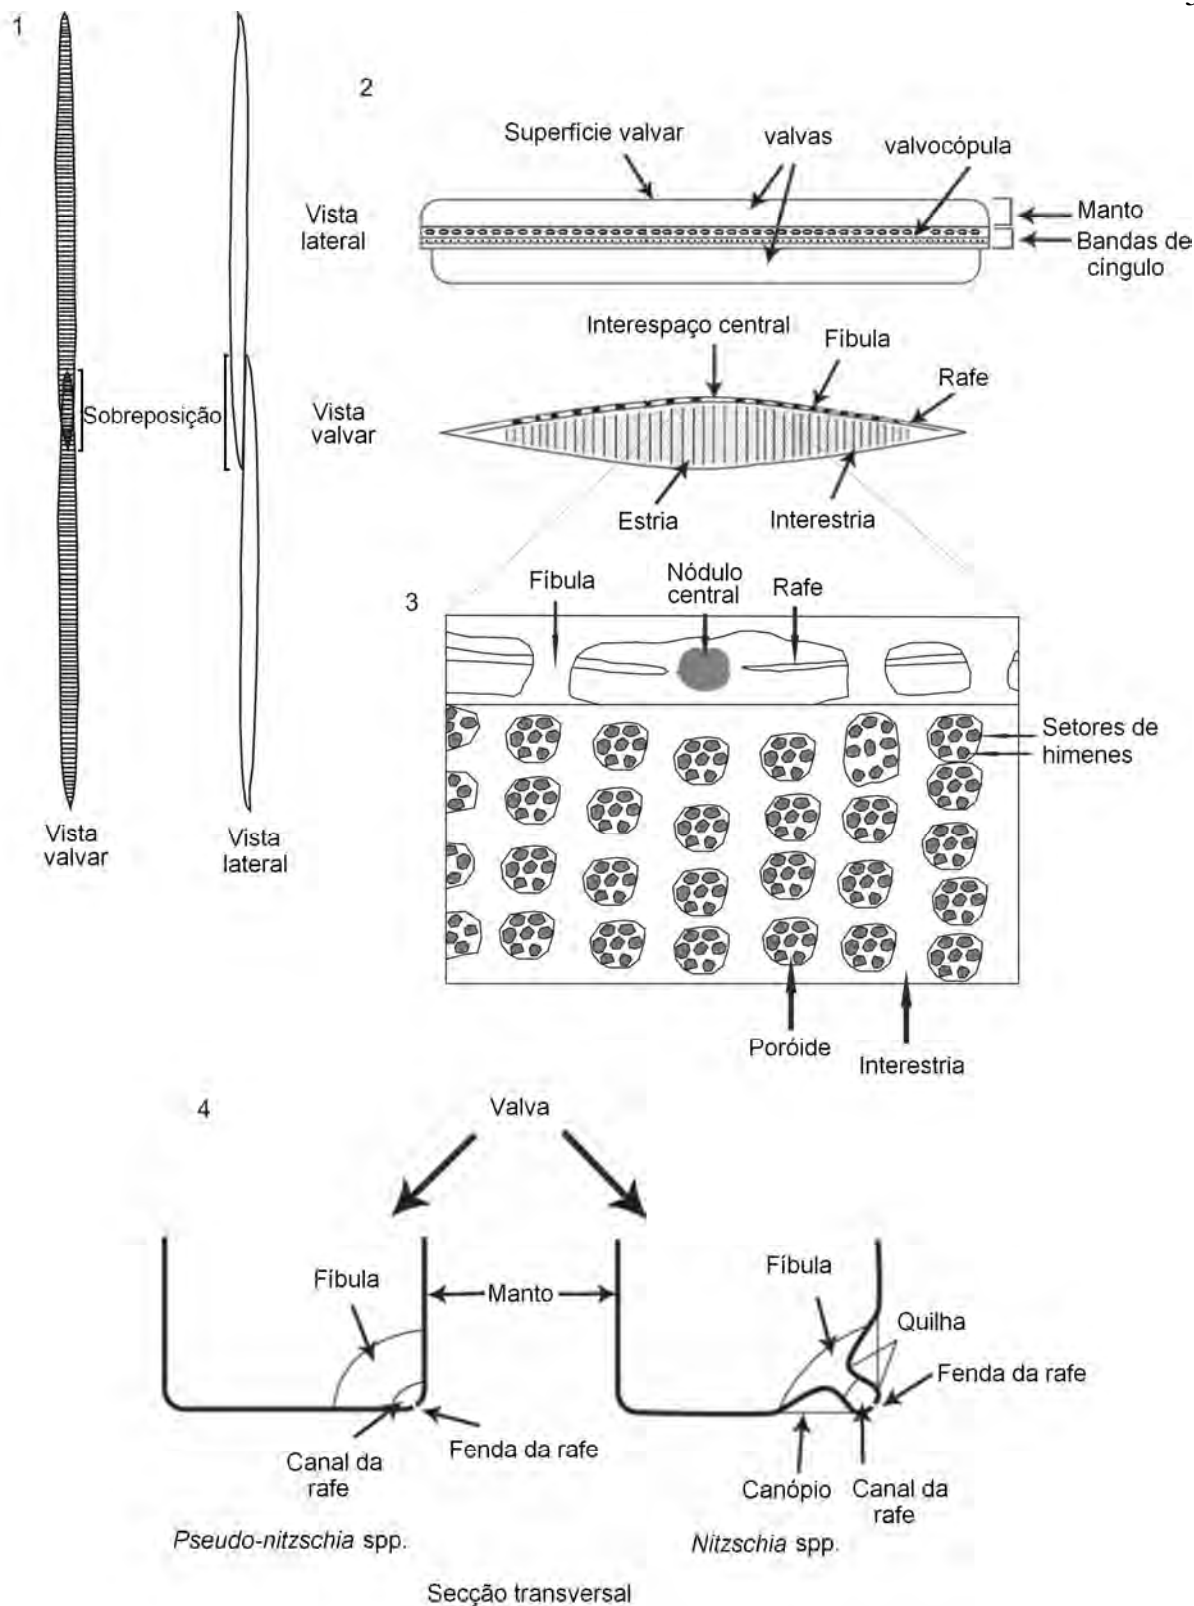 1
Sobreposição
Vista
valvar
Vista
lateral
2
Superfície valvar
valvas
valvocópula
Vista
lateral
Manto
Bandas de
cíngulo
Interespaço central
Fíbula
Rafe
Vista
valvar
Estria
Interestria
3
Fíbula
Nódulo
central
Rafe
Setores de
himenes
Poróide
Interestria
4
Valva
Fíbula
Manto
Fíbula
Quilha
Fenda da rafe
Canal da
rafe
Fenda da rafe
Canópio
Canal da
rafe
Pseudo-nitzschia spp.
Nitzschia spp.
Secção transversal